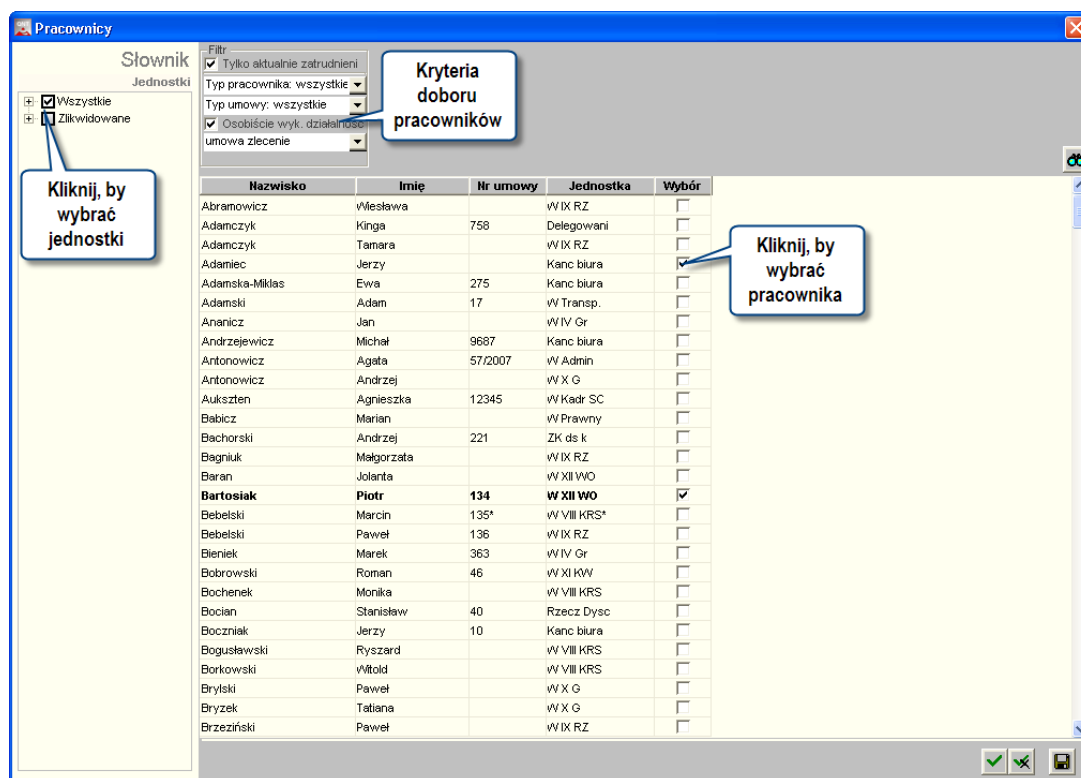 Pracownicy
Słownik
Jednostki
Wszystkie
Zlikwidowane
Kliknij, by
wybrać
jednostki
Filtr
Tylko aktualnie zatrudnieni
Typ pracownika: wszystkie
Typ umowy: wszystkie
Osobiście wyk. działalność
umowa zlecenie
Kryteria
doboru
pracowników
Nazwisko Imię Nr umowy Jednostka Wybór
Abramowicz Wiesława W IX RZ
Adamczyk Kinga 758 Delegowani
Adamczyk Tamara W IX RZ
Adamiec Jerzy Kanc biura
Adamska-Miklas Ewa 275 Kanc biura
Adamski Adam 17 W Transp.
Ananicz Jan W IV Gr
Andrzejewicz Michał 9687 Kanc biura
Antonowicz Agata 57/2007 W Admin
Antonowicz Andrzej W X G
Aukszten Agnieszka 12345 W Kadr SC
Babicz Marian W Prawny
Bachorski Andrzej 221 ZK ds k
Bagniuk Małgorzata W IX RZ
Baran Jolanta W XII WO
Bartosiak Piotr 134 W XII WO
Bebelski Marcin 135* W VIII KRS*
Bebelski Paweł 136 W IX RZ
Bieniek Marek 363 W IV Gr
Bobrowski Roman 46 W XI KW
Bochenek Monika W VIII KRS
Bocian Stanisław 40 Rzecz Dysc
Boczniak Jerzy 10 Kanc biura
Bogusławski Ryszard W VIII KRS
Borkowski Witold W VIII KRS
Brylski Paweł W X G
Bryzek Tatiana W X G
Brzeziński Paweł W IX RZ
Kliknij, by
wybrać
pracownika